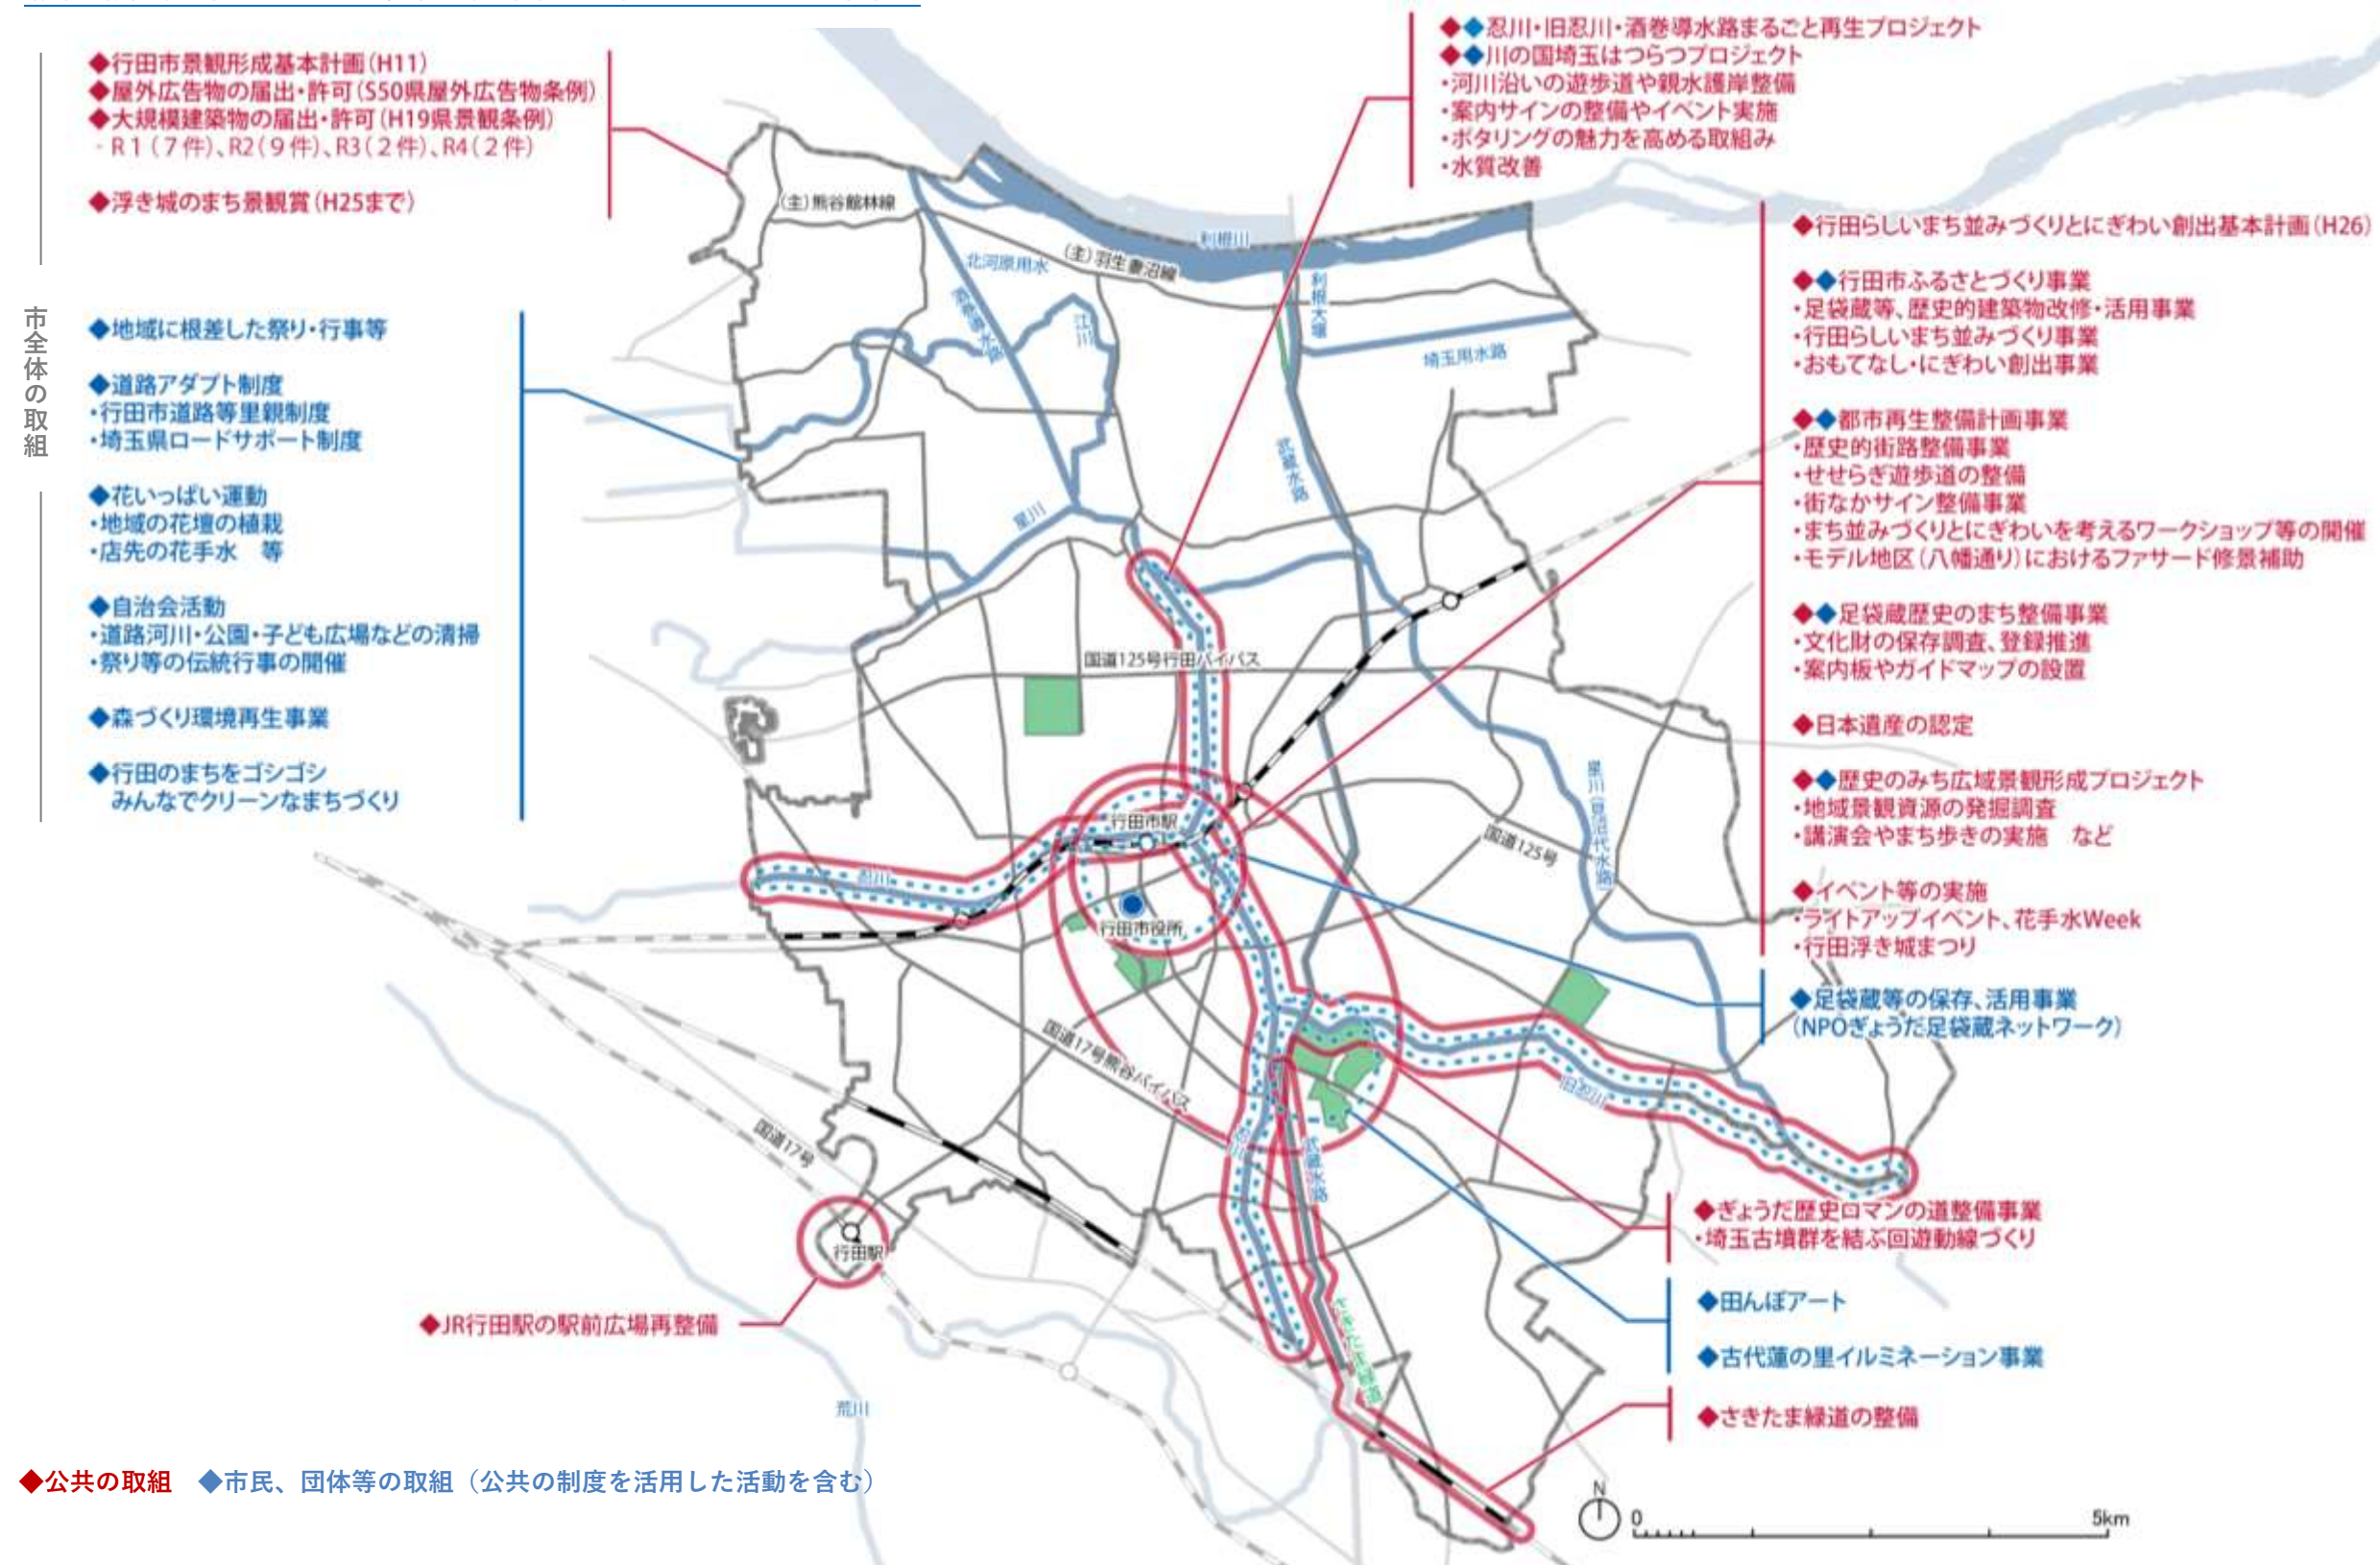 市全体の取組
◆行田市景観形成基本計画(H11)
◆屋外広告物の届出・許可(S50県屋外広告物条例)
◆大規模建築物の届出・許可(H19県景観条例)
- R1(7件)、R2(9件)、R3(2件)、R4(2件)
◆浮き城のまち景観賞(H25まで)
◆地域に根差した祭り・行事等
◆道路アダプト制度
・行田市道路等里親制度
・埼玉県ロードサポート制度
◆花いっぱい運動
・地域の花壇の植栽
・店先の花手水 等
◆自治会活動
・道路河川・公園・子ども広場などの清掃
・祭り等の伝統行事の開催
◆森づくり環境再生事業
◆行田のまちをゴシゴシ
みんなでクリーンなまちづくり
◆◆忍川・旧忍川・酒巻導水路まるごと再生プロジェクト
◆◆川の国埼玉はつらつプロジェクト
・河川沿いの遊歩道や親水護岸整備
・案内サインの整備やイベント実施
・ポタリングの魅力を高める取組み
・水質改善
◆行田らしいまち並みづくりとにぎわい創出基本計画(H26)
◆◆行田市ふるさとづくり事業
・足袋蔵等、歴史的建築物改修・活用事業
・行田らしいまち並みづくり事業
・おもてなし・にぎわい創出事業
◆◆都市再生整備計画事業
・歴史的街路整備事業
・せせらぎ遊歩道の整備
・街なかサイン整備事業
・まち並みづくりとにぎわいを考えるワークショップ等の開催
・モデル地区(八幡通り)におけるファサード修景補助
◆◆足袋蔵歴史のまち整備事業
・文化財の保存調査、登録推進
・案内板やガイドマップの設置
◆日本遺産の認定
◆◆歴史のみち広域景観形成プロジェクト
・地域景観資源の発掘調査
・講演会やまち歩きの実施 など
◆イベント等の実施
・ライトアップイベント、花手水Week
・行田浮き城まつり
◆足袋蔵等の保存、活用事業
(NPOぎょうだ足袋蔵ネットワーク)
◆ぎょうだ歴史ロマンの道整備事業
・埼玉古墳群を結ぶ回遊動線づくり
◆田んぼアート
◆古代蓮の里イルミネーション事業
◆さきたま緑道の整備
◆JR行田駅の駅前広場再整備
(主)熊谷館林線
利根川
(主)羽生妻沼線
北河原用水
酒巻導水路
江川
利根大堰
埼玉用水路
武蔵水路
星川
国道125号行田バイパス
行田市駅
忍川
行田市役所
国道125号
星川(見沼代水路)
国道17号熊谷バイパス
旧忍川
忍川
武蔵水路
国道17号
行田駅
さきたま緑道
荒川
N
0 5km
◆公共の取組 ◆市民、団体等の取組(公共の制度を活用した活動を含む)